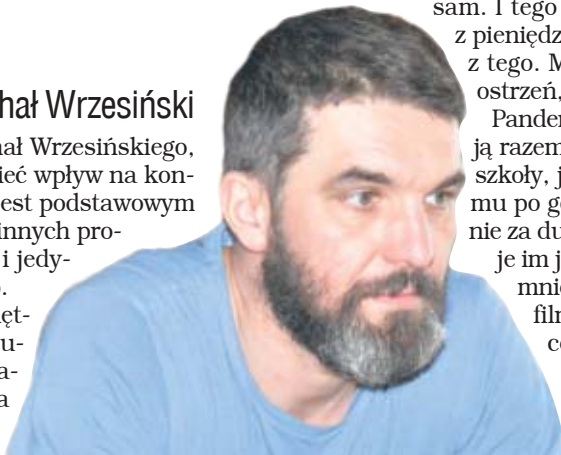 hał Wrzesiński
hał Wrzesińskiego,
ieć wpływ na kon-
est podstawowym
innych pro-
i jedy-
ęt-
u-
a-
a
sam. I tego
z pieniędz
z tego. M
ostrzeń,
Pander
ją razem
szkoły, j
mu po g
nie za du
je im j
mnie
film
c